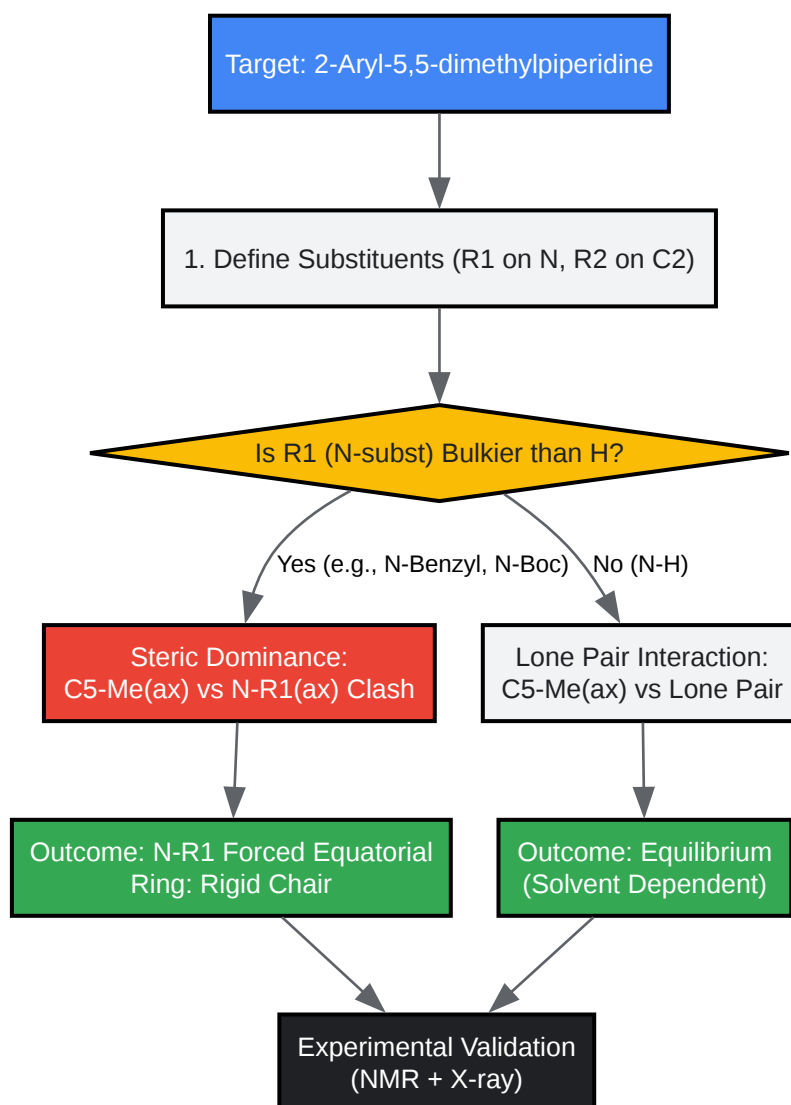 Target: 2-Aryl-5,5-dimethylpiperidine
1. Define Substituents (R1 on N, R2 on C2)
Is R1 (N-subst) Bulkier than H?
Yes (e.g., N-Benzyl, N-Boc)
No (N-H)
Steric Dominance:
C5-Me(ax) vs N-R1(ax) Clash
Lone Pair Interaction:
C5-Me(ax) vs Lone Pair
Outcome: N-R1 Forced Equatorial
Ring: Rigid Chair
Outcome: Equilibrium
(Solvent Dependent)
Experimental Validation
(NMR + X-ray)